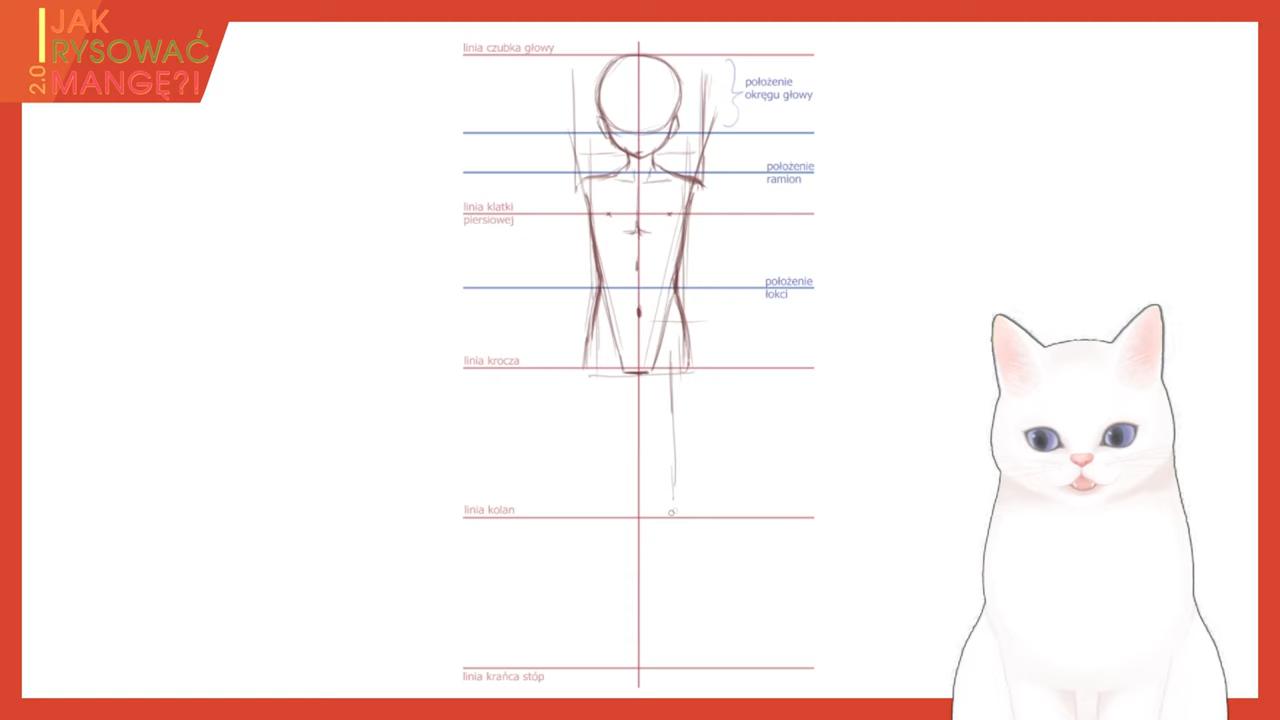 JAK
RYSOWAĆ
2.0
MANGĘ?!
linia czubka głowy
położenie
okręgu głowy
położenie
ramion
linia klatki
piersiowej
położenie
łokci
linia krocza
linia kolan
linia krańca stóp